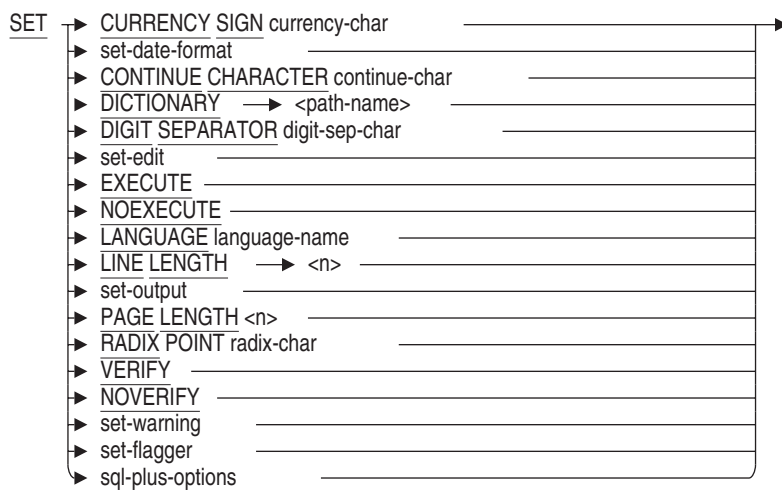 SET CURRENCY SIGN currency-char
set-date-format
CONTINUE CHARACTER continue-char
DICTIONARY <path-name>
DIGIT SEPARATOR digit-sep-char
set-edit
EXECUTE
NOEXECUTE
LANGUAGE language-name
LINE LENGTH <n>
set-output
PAGE LENGTH <n>
RADIX POINT radix-char
VERIFY
NOVERIFY
set-warning
set-flagger
sql-plus-options